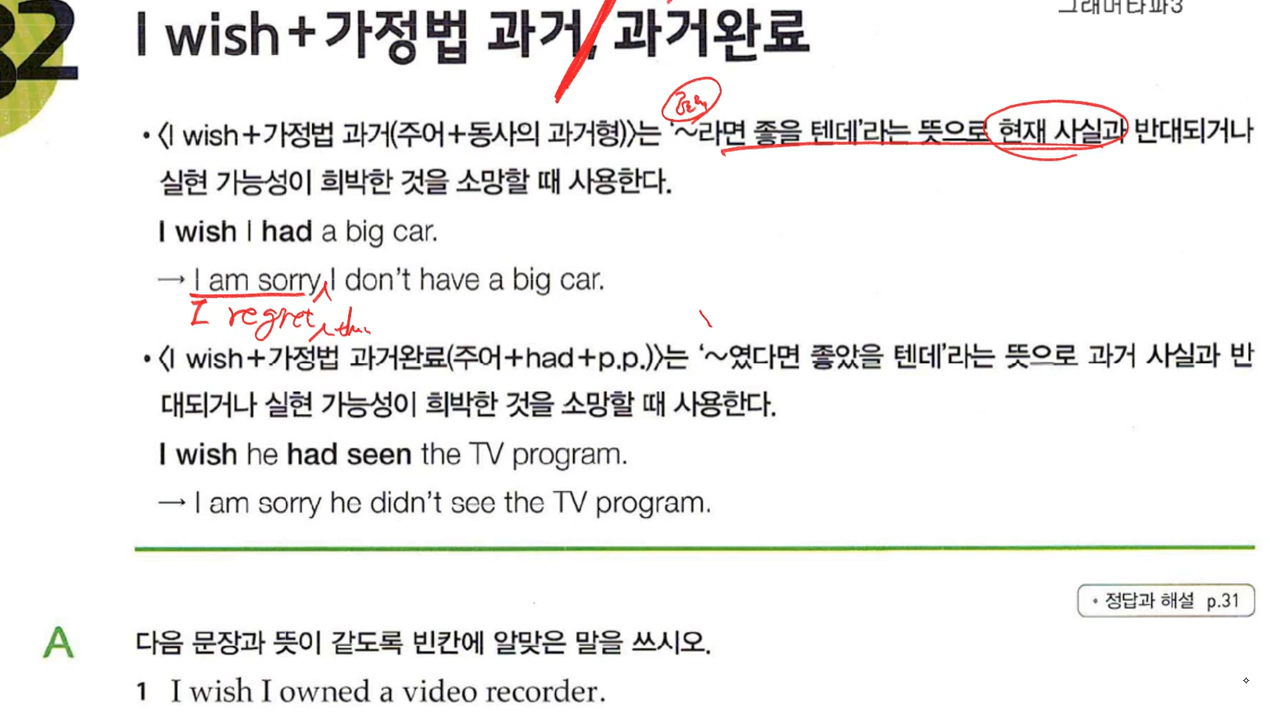 그래머타파3
32 I wish+가정법 과거, 과거완료
• 〈I wish+가정법 과거(주어+동사의 과거형)〉는 ‘~라면 좋을 텐데’라는 뜻으로 현재 사실과 반대되거나
실현 가능성이 희박한 것을 소망할 때 사용한다.
I wish I had a big car.
→ I am sorry I don’t have a big car.
I regret
• 〈I wish+가정법 과거완료(주어+had+p.p.)〉는 ‘~였다면 좋았을 텐데’라는 뜻으로 과거 사실과 반
대되거나 실현 가능성이 희박한 것을 소망할 때 사용한다.
I wish he had seen the TV program.
→ I am sorry he didn’t see the TV program.
• 정답과 해설 p.31
A 다음 문장과 뜻이 같도록 빈칸에 알맞은 말을 쓰시오.
1 I wish I owned a video recorder.